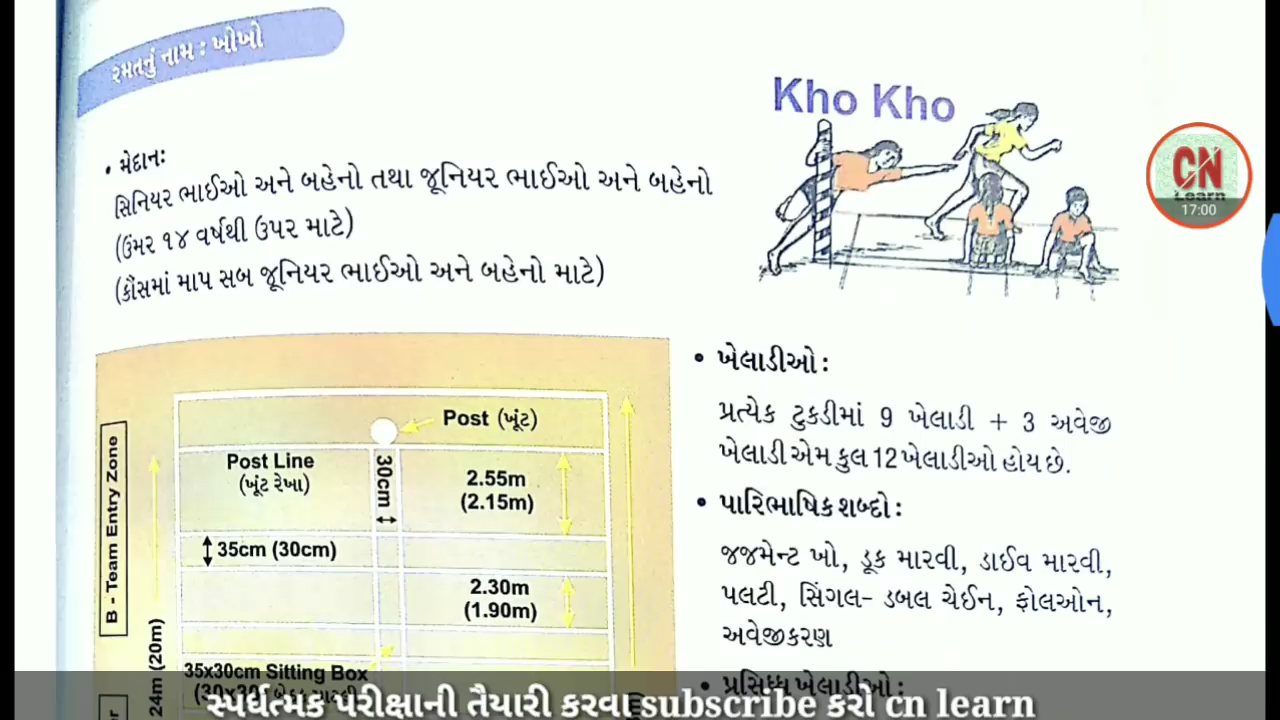 રમતનું નામ : ખોખો
Kho Kho
• મેદાન:
સિનિયર ભાઈઓ અને બહેનો તથા જૂનિયર ભાઈઓ અને બહેનો
(ઉંમર ૧૪ વર્ષથી ઉપર માટે)
(કૌંસમાં માપ સબ જૂનિયર ભાઈઓ અને બહેનો માટે)
CN
Learn
17:00
• ખેલાડીઓ :
પ્રત્યેક ટુકડીમાં 9 ખેલાડી + 3 અવેજી
ખેલાડી એમ કુલ 12 ખેલાડીઓ હોય છે.
• પારિભાષિક શબ્દો :
જજમેન્ટ ખો, ડૂક મારવી, ડાઈવ મારવી,
પલટી, સિંગલ- ડબલ ચેઈન, ફોલઓન,
અવેજીકરણ
• પ્રસિધ્ધ ખેલાડીઓ :
Post (ખૂંટ)
Post Line
(ખૂંટ રેખા)
30cm
2.55m
(2.15m)
35cm (30cm)
2.30m
(1.90m)
35x30cm Sitting Box
B - Team Entry Zone
24m (20m)
સ્પર્ધાત્મક પરીક્ષાની તૈયારી કરવા subscribe કરો cn learn